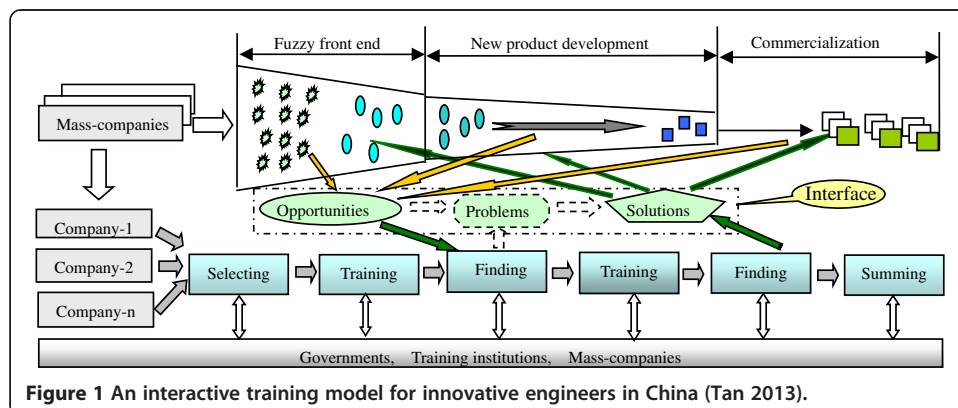 Fuzzy front end
New product development
Commercialization
Mass-companies
Opportunities
Problems
Solutions
Interface
Company-1
Company-2
Company-n
Selecting
Training
Finding
Training
Finding
Summing
Governments, Training institutions, Mass-companies
Figure 1 An interactive training model for innovative engineers in China (Tan 2013).